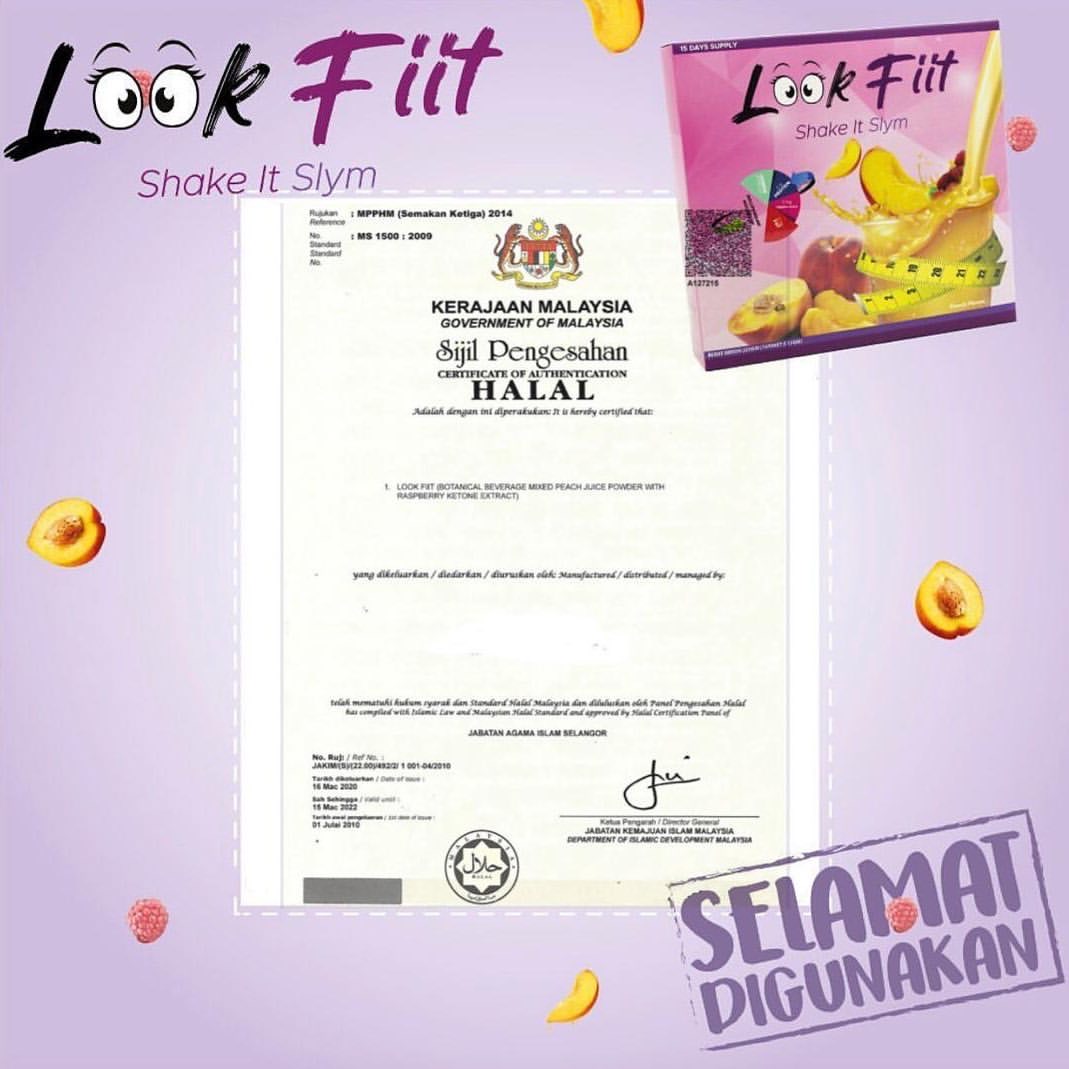 Look Fiit
Shake It Slym
15 DAYS SUPPLY
Look Fiit
Shake It Slym
A127215
Rujukan : MPPHM (Semakan Ketiga) 2014
Reference
No. : MS 1500 : 2009
Standard
Standard
No.
KERAJAAN MALAYSIA
GOVERNMENT OF MALAYSIA
Sijil Pengesahan
CERTIFICATE OF AUTHENTICATION
HALAL
Adalah dengan ini diperakukan: It is hereby certified that:
1. LOOK FIIT (BOTANICAL BEVERAGE MIXED PEACH JUICE POWDER WITH
RASPBERRY KETONE EXTRACT)
yang dikeluarkan / diedarkan / diuruskan oleh: Manufactured / distributed / managed by:
telah mematuhi hukum syarak dan Standard Halal Malaysia dan diluluskan oleh Panel Pengesahan Halal
has complied with Islamic Law and Malaysian Halal Standard and approved by Halal Certification Panel of
JABATAN AGAMA ISLAM SELANGOR
No. Ruj: / Ref No. :
JAKIM/(S)/(22.00)/492/2/ 1 001-04/2010
Tarikh dikeluarkan / Date of issue :
16 Mac 2020
Sah Sehingga / Valid until :
15 Mac 2022
Tarikh awal pengeluaran / 1st date of issue :
01 Julai 2010
Ketua Pengarah / Director General
JABATAN KEMAJUAN ISLAM MALAYSIA
DEPARTMENT OF ISLAMIC DEVELOPMENT MALAYSIA
MALAYSIA
حلال
HALAL
SELAMAT
DIGUNAKAN